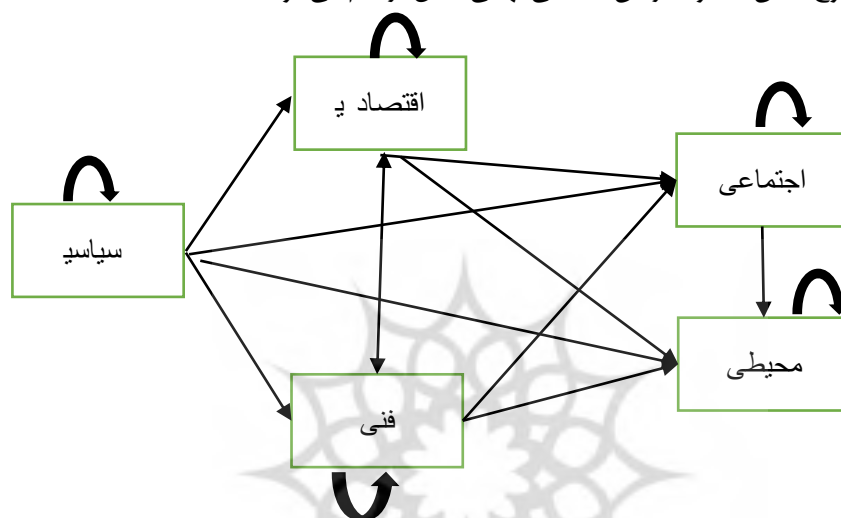 اقتصاد ﯾ
اجتماعی
سیاسﯿ
محیطی
فنی